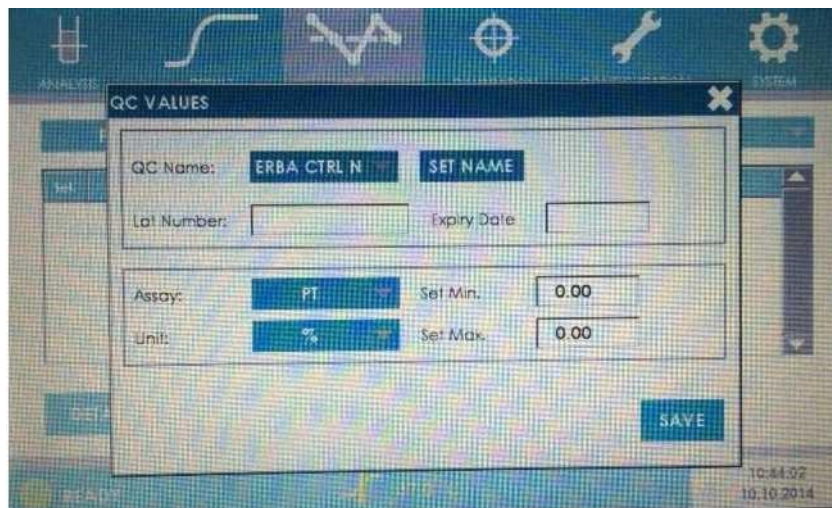 ANALYSIS
SYSTEM
QC VALUES
QC Name: ERBA CTRL N SET NAME
Lot Number: Expiry Date
Assay: PT Set Min. 0.00
Unit: % Set Max. 0.00
SAVE
READY
10:44:02
10.10.2014